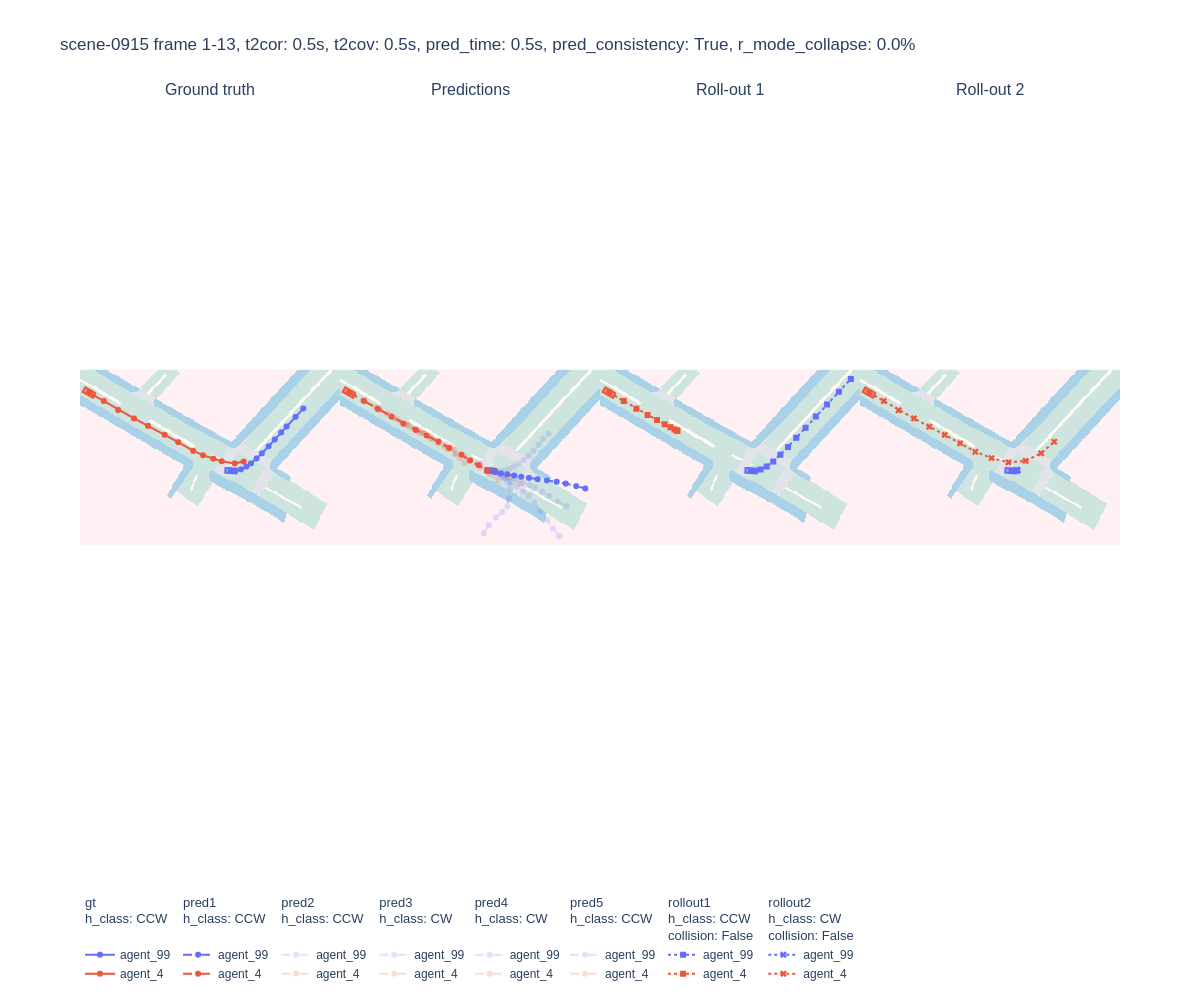 scene-0915 frame 1-13, t2cor: 0.5s, t2cov: 0.5s, pred_time: 0.5s, pred_consistency: True, r_mode_collapse: 0.0%
Ground truth Predictions Roll-out 1 Roll-out 2
gt pred1 pred2 pred3 pred4 pred5 rollout1 rollout2
h_class: CCW h_class: CCW h_class: CCW h_class: CW h_class: CW h_class: CCW h_class: CCW h_class: CW
collision: False collision: False
agent_99 agent_99 agent_99 agent_99 agent_99 agent_99 agent_99 agent_99
agent_4 agent_4 agent_4 agent_4 agent_4 agent_4 agent_4 agent_4